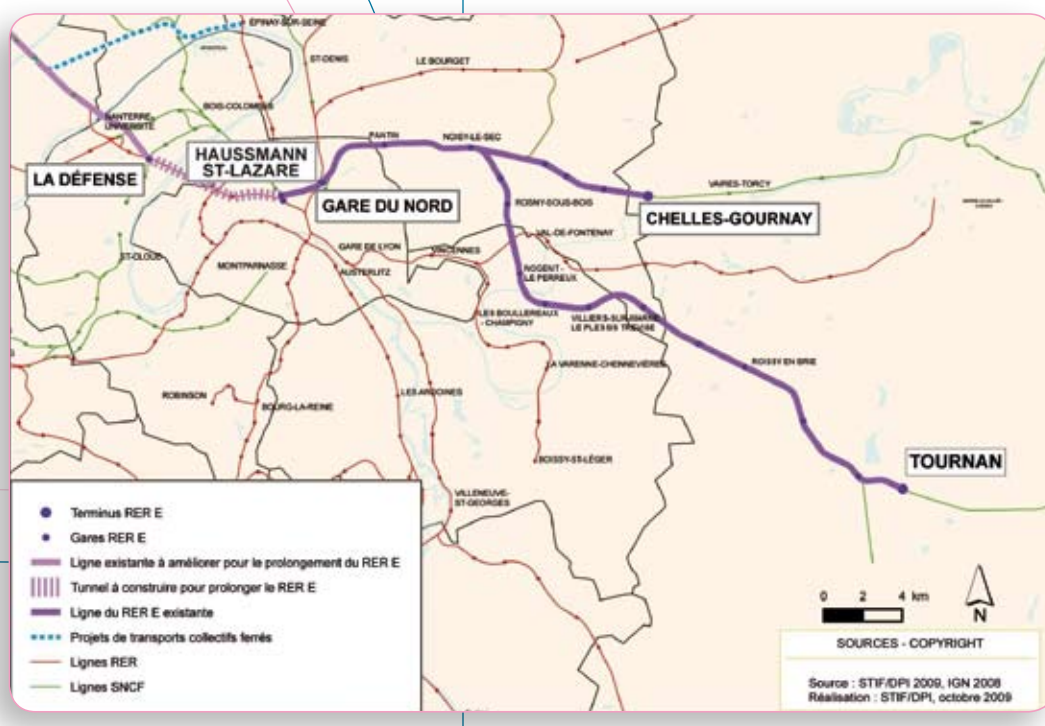 ÉPINAY-SUR-SEINE
ST-DENIS
LE BOURGET
BOIS-COLOMBES
NANTERRE-
UNIVERSITÉ
PANTIN
NOISY-LE-SEC
HAUSSMANN
ST-LAZARE
LA DÉFENSE
GARE DU NORD
VAIRES-TORCY
CHELLES-GOURNAY
ROSNY-SOUS-BOIS
VAL-DE-FONTENAY
GARE DE LYON
VINCENNES
ST-CLOUD
MONTPARNASSE
AUSTERLITZ
NOGENT -
LE PERREUX
LES BOULLEREAUX
- CHAMPIGNY
VILLIERS-SUR-MARNE
LE PLESSIS TRÉVISE
LA VARENNE-CHENNEVIÈRES
ROISSY EN BRIE
ROBINSON
BOURG-LA-REINE
LES ARDOINES
BOISSY-ST-LÉGER
TOURNAN
VILLENEUVE-
ST-GEORGES
Terminus RER E
Gares RER E
Ligne existante à améliorer pour le prolongement du RER E
Tunnel à construire pour prolonger le RER E
Ligne du RER E existante
Projets de transports collectifs ferrés
Lignes RER
Lignes SNCF
0 2 4 km
N
SOURCES - COPYRIGHT
Source : STIF/DPI 2009, IGN 2008
Réalisation : STIF/DPI, octobre 2009